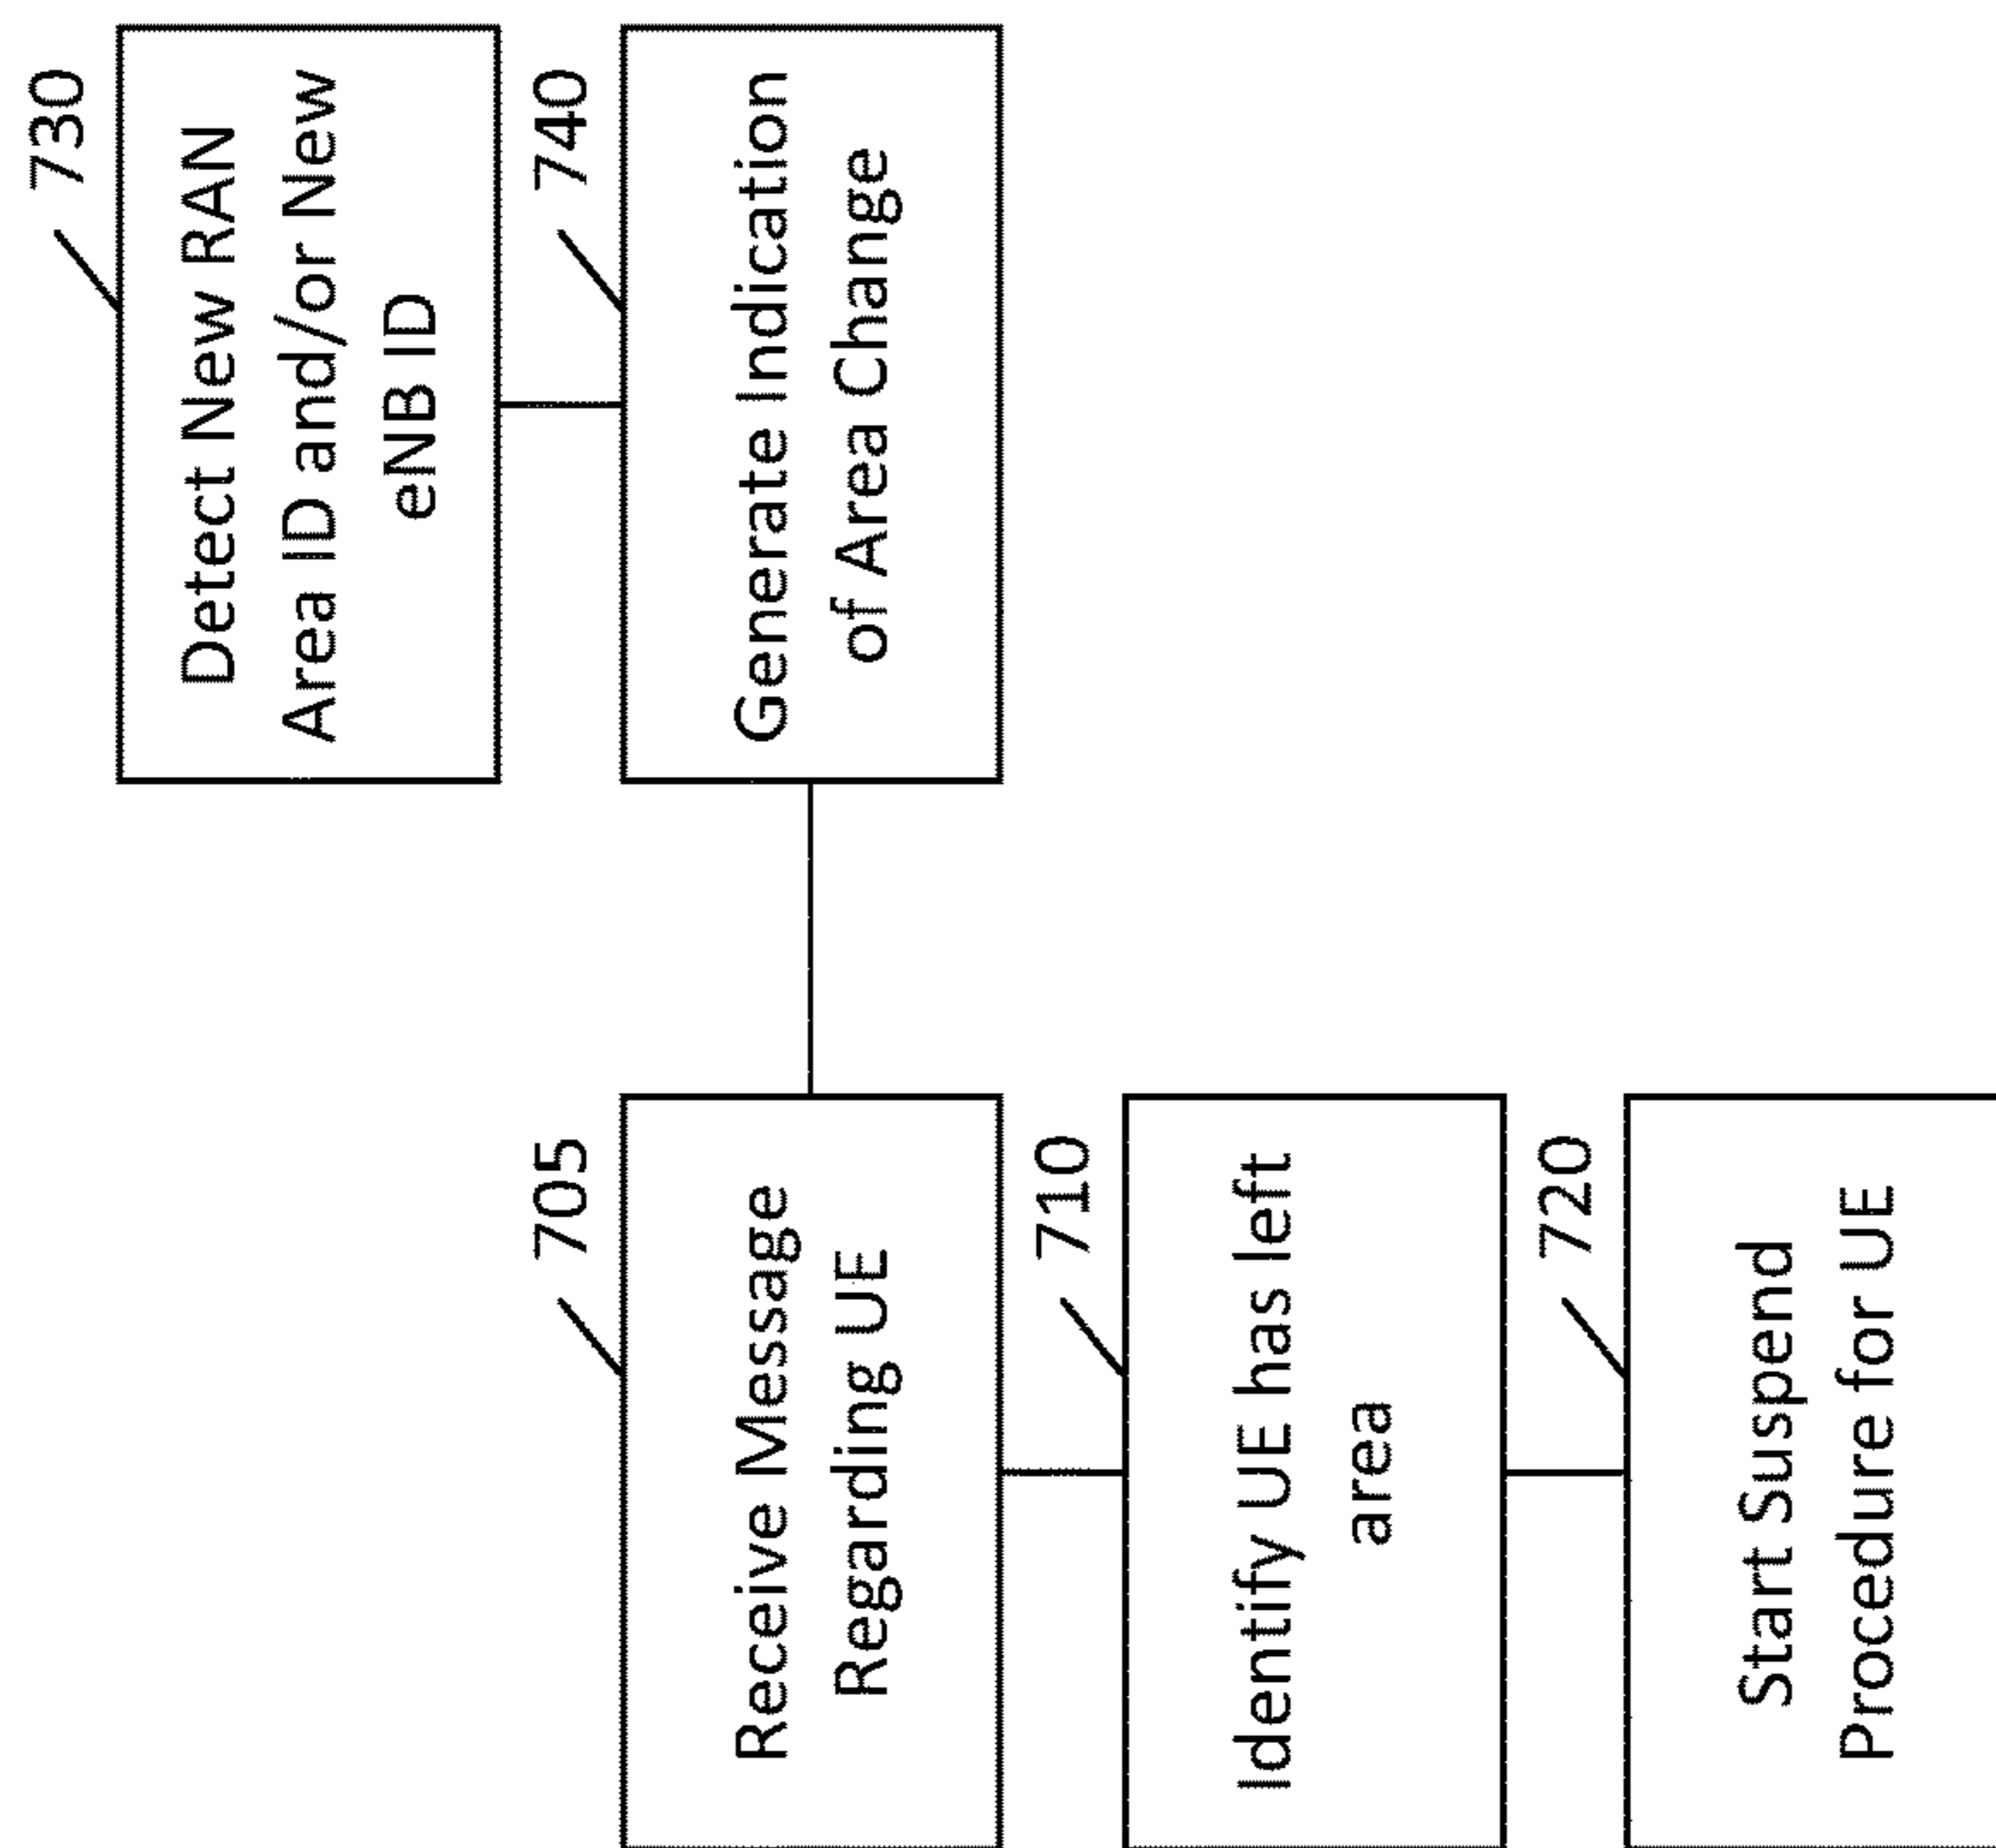 730
Detect New RAN
Area ID and/or New
eNB ID
740
Generate Indication
of Area Change
705
Receive Message
Regarding UE
710
Identify UE has left
area
720
Start Suspend
Procedure for UE